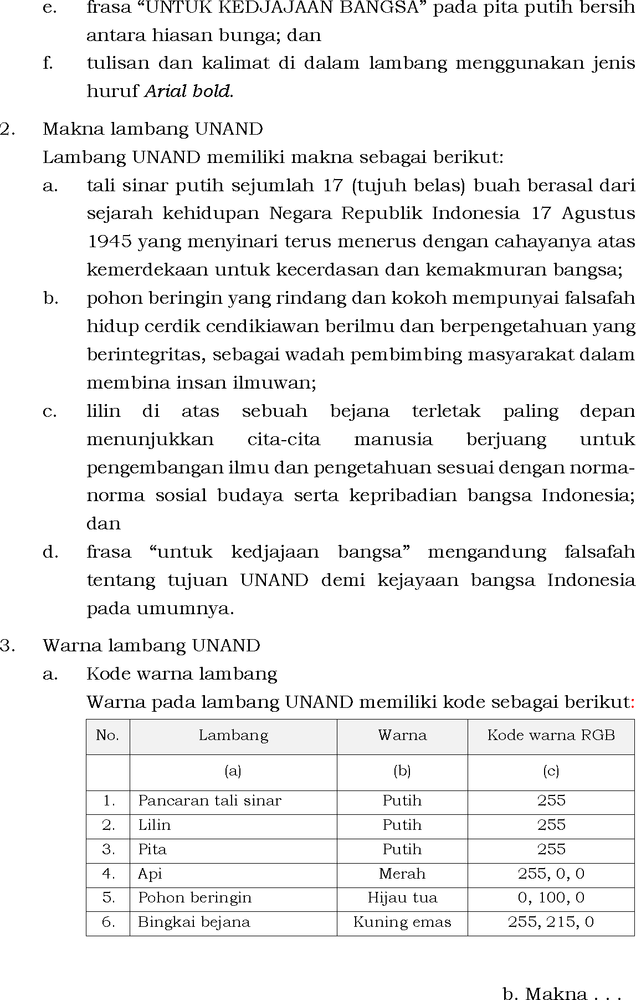 e. frasa “UNTUK KEDJAJAAN BANGSA” pada pita putih bersih
antara hiasan bunga; dan
f. tulisan dan kalimat di dalam lambang menggunakan jenis
huruf Arial bold.
2. Makna lambang UNAND
Lambang UNAND memiliki makna sebagai berikut:
a. tali sinar putih sejumlah 17 (tujuh belas) buah berasal dari
sejarah kehidupan Negara Republik Indonesia 17 Agustus
1945 yang menyinari terus menerus dengan cahayanya atas
kemerdekaan untuk kecerdasan dan kemakmuran bangsa;
b. pohon beringin yang rindang dan kokoh mempunyai falsafah
hidup cerdik cendikiawan berilmu dan berpengetahuan yang
berintegritas, sebagai wadah pembimbing masyarakat dalam
membina insan ilmuwan;
c. lilin di atas sebuah bejana terletak paling depan
menunjukkan cita-cita manusia berjuang untuk
pengembangan ilmu dan pengetahuan sesuai dengan norma-
norma sosial budaya serta kepribadian bangsa Indonesia;
dan
d. frasa “untuk kedjajaan bangsa” mengandung falsafah
tentang tujuan UNAND demi kejayaan bangsa Indonesia
pada umumnya.
3. Warna lambang UNAND
a. Kode warna lambang
Warna pada lambang UNAND memiliki kode sebagai berikut:
No. Lambang Warna Kode warna RGB
(a) (b) (c)
1. Pancaran tali sinar Putih 255
2. Lilin Putih 255
3. Pita Putih 255
4. Api Merah 255, 0, 0
5. Pohon beringin Hijau tua 0, 100, 0
6. Bingkai bejana Kuning emas 255, 215, 0
b. Makna . . .